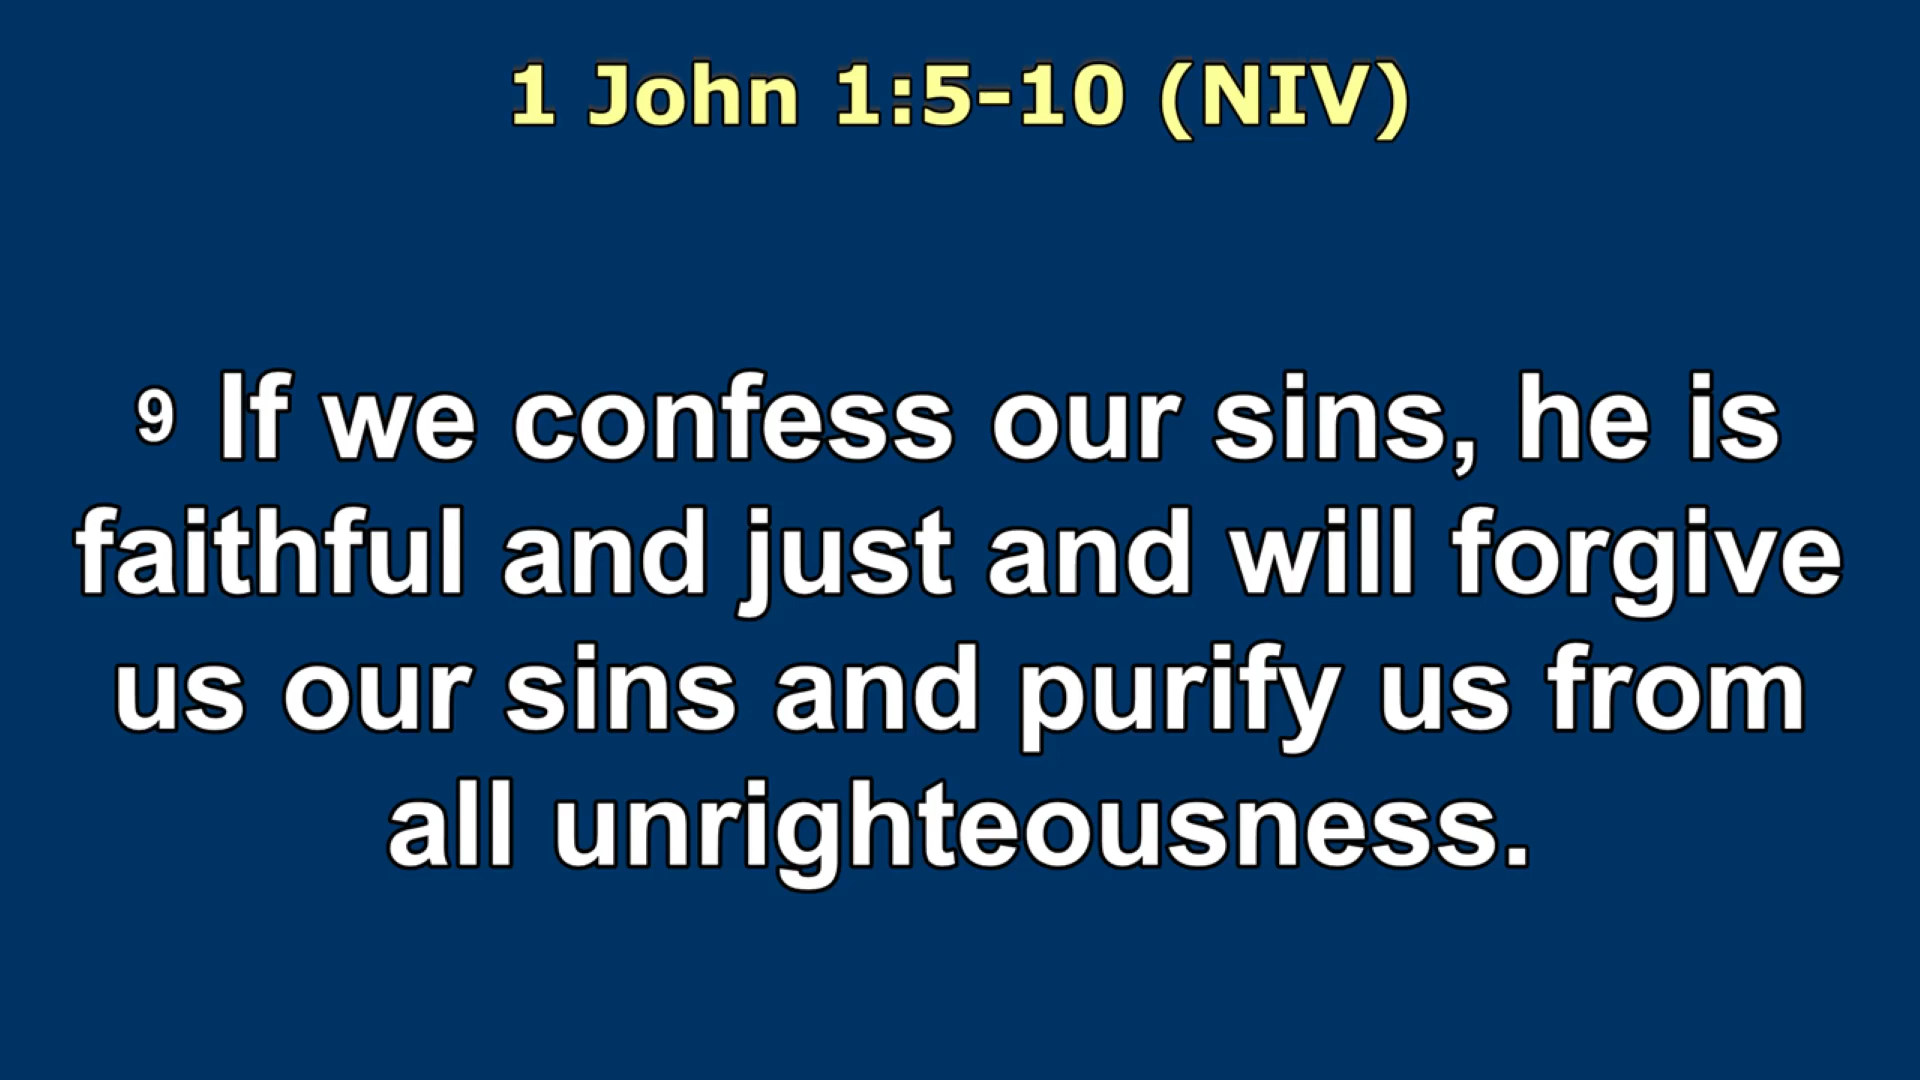 1 John 1:5-10 (NIV)
9 If we confess our sins, he is
faithful and just and will forgive
us our sins and purify us from
all unrighteousness.